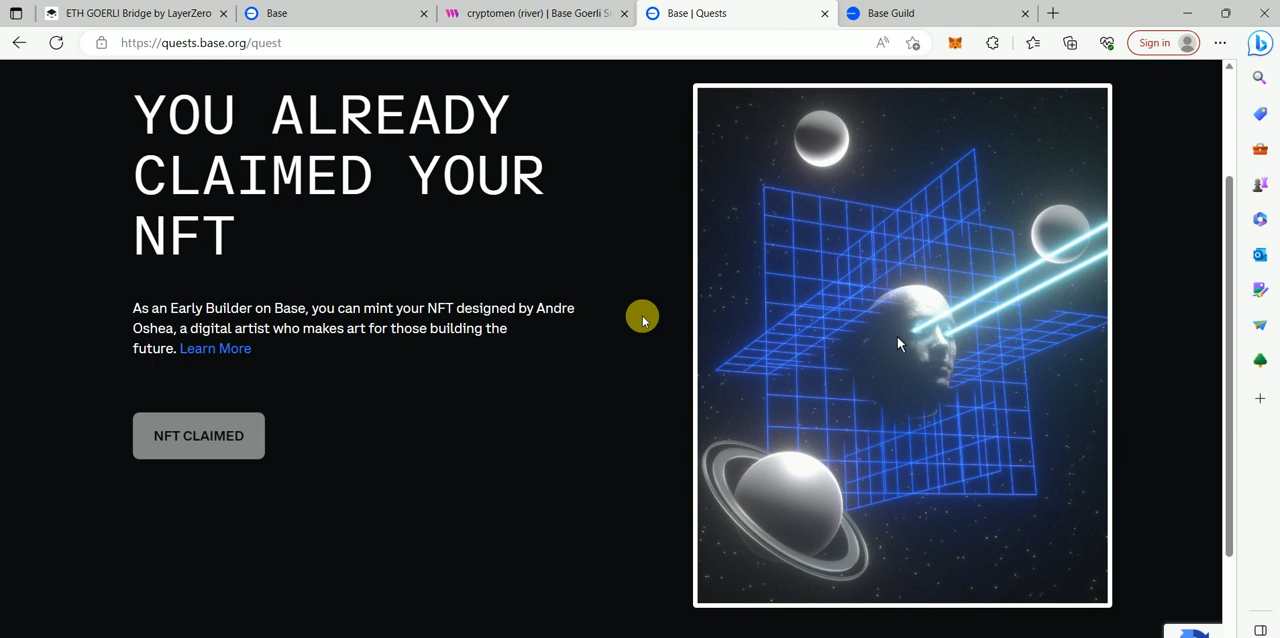 ETH GOERLI Bridge by LayerZero
Base
cryptomen (river) | Base Goerli S
Base | Quests
Base Guild
https://quests.base.org/quest
Sign in
YOU ALREADY
CLAIMED YOUR
NFT
As an Early Builder on Base, you can mint your NFT designed by Andre
Oshea, a digital artist who makes art for those building the
future. Learn More
NFT CLAIMED